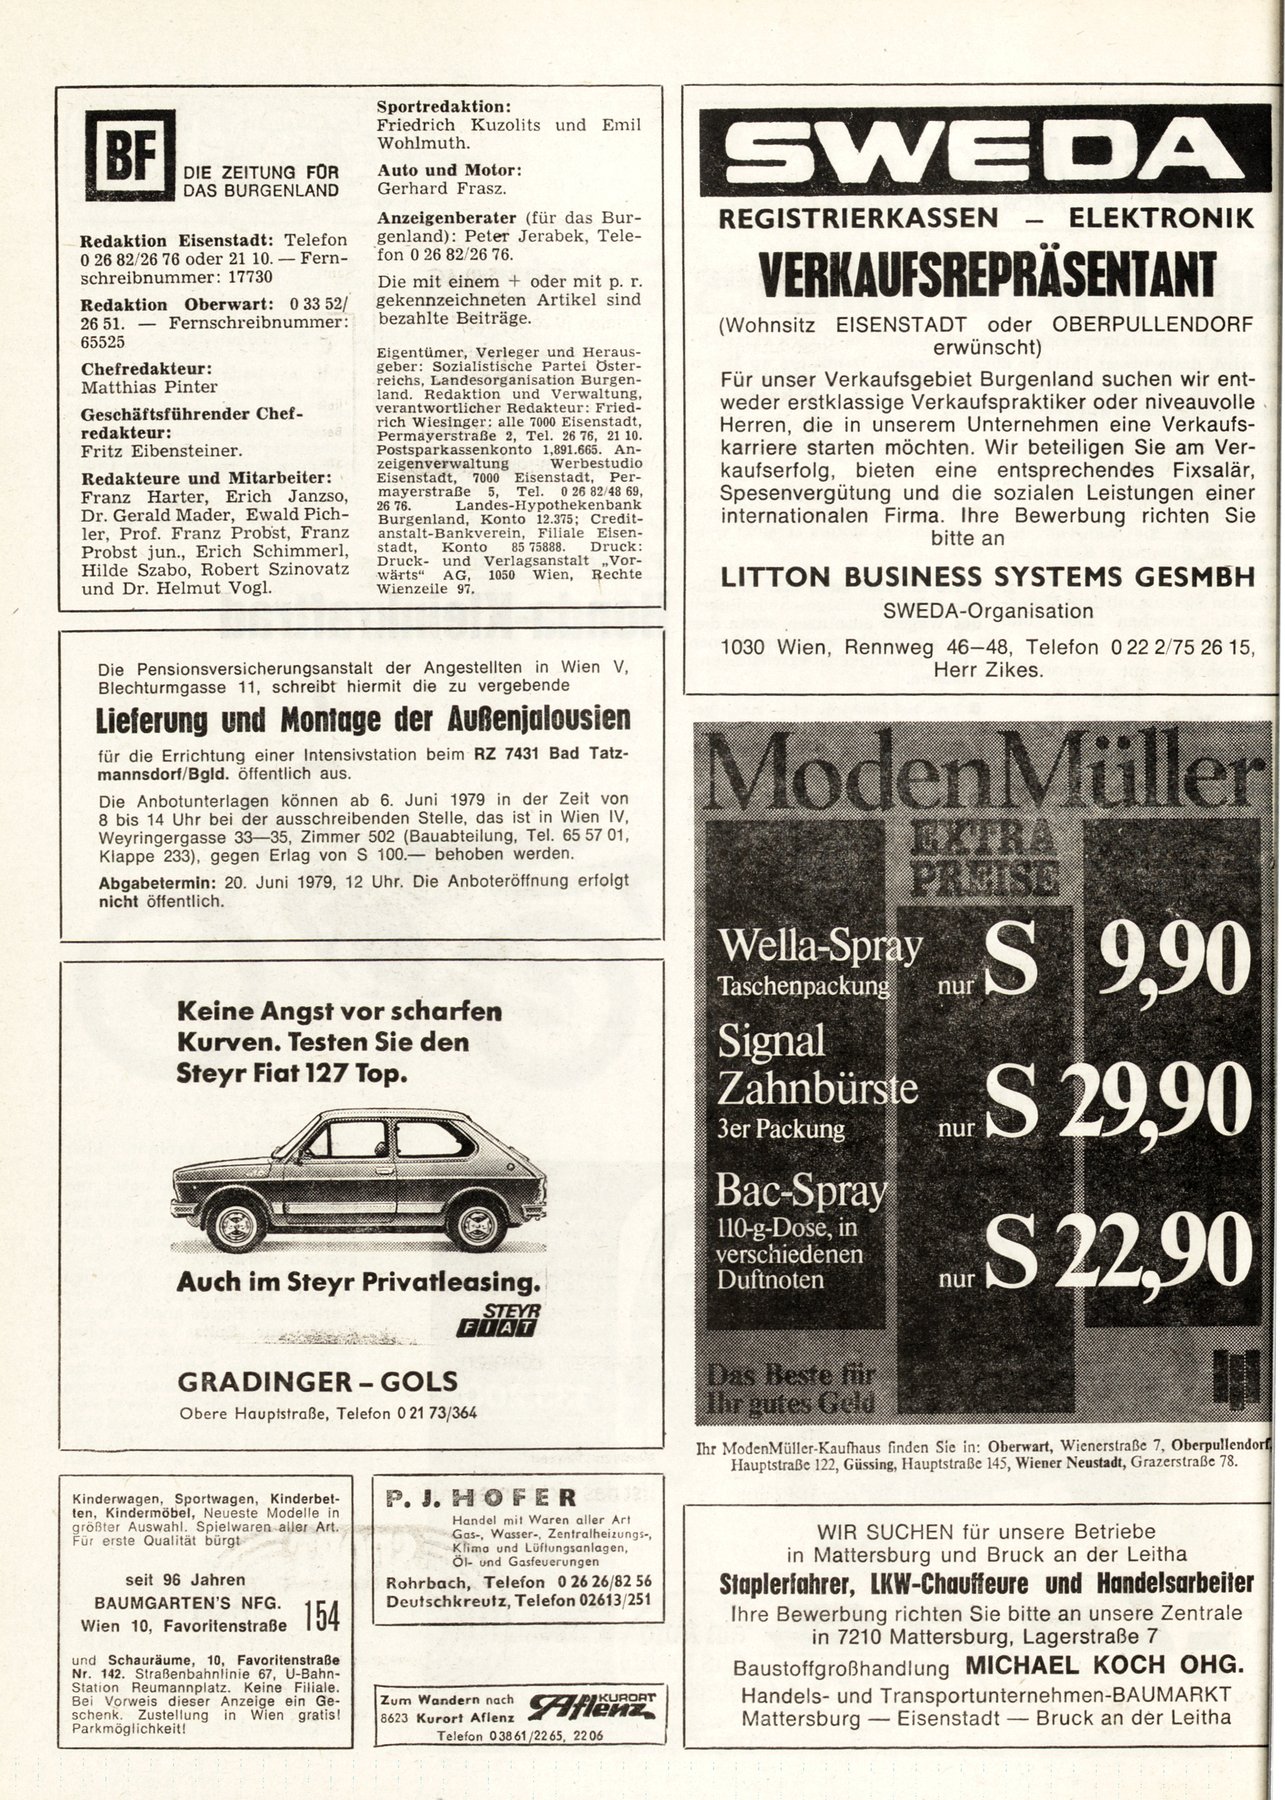 BF
DIE ZEITUNG FÜR
DAS BURGENLAND
Redaktion Eisenstadt: Telefon
0 26 82/26 76 oder 21 10. — Fern-
schreibnummer: 17730
Redaktion Oberwart: 0 33 52/
26 51. — Fernschreibnummer:
65525
Chefredakteur:
Matthias Pinter
Geschäftsführender Chef-
redakteur:
Fritz Eibensteiner.
Redakteure und Mitarbeiter:
Franz Harter, Erich Janzso,
Dr. Gerald Mader, Ewald Pich-
ler, Prof. Franz Probst, Franz
Probst jun., Erich Schimmerl,
Hilde Szabo, Robert Szinovatz
und Dr. Helmut Vogl.
Sportredaktion:
Friedrich Kuzolits und Emil
Wohlmuth.
Auto und Motor:
Gerhard Frasz.
Anzeigenberater (für das Bur-
genland): Peter Jerabek, Tele-
fon 0 26 82/26 76.
Die mit einem + oder mit p. r.
gekennzeichneten Artikel sind
bezahlte Beiträge.
Eigentümer, Verleger und Heraus-
geber: Sozialistische Partei Öster-
reichs, Landesorganisation Burgen-
land. Redaktion und Verwaltung,
verantwortlicher Redakteur: Fried-
rich Wiesinger: alle 7000 Eisenstadt,
Permayerstraße 2, Tel. 26 76, 21 10.
Postsparkassenkonto 1,891.665. An-
zeigenverwaltung Werbestudio
Eisenstadt, 7000 Eisenstadt, Per-
mayerstraße 5, Tel. 0 26 82/48 69,
26 76. Landes-Hypothekenbank
Burgenland, Konto 12.375; Credit-
anstalt-Bankverein, Filiale Eisen-
stadt, Konto 85 75888. Druck:
Druck- und Verlagsanstalt „Vor-
wärts“ AG, 1050 Wien, Rechte
Wienzeile 97.
Die Pensionsversicherungsanstalt der Angestellten in Wien V,
Blechturmgasse 11, schreibt hiermit die zu vergebende
Lieferung und Montage der Außenjalousien
für die Errichtung einer Intensivstation beim RZ 7431 Bad Tatz-
mannsdorf/Bgld. öffentlich aus.
Die Anbotunterlagen können ab 6. Juni 1979 in der Zeit von
8 bis 14 Uhr bei der ausschreibenden Stelle, das ist in Wien IV,
Weyringergasse 33—35, Zimmer 502 (Bauabteilung, Tel. 65 57 01,
Klappe 233), gegen Erlag von S 100.— behoben werden.
Abgabetermin: 20. Juni 1979, 12 Uhr. Die Anboteröffnung erfolgt
nicht öffentlich.
Keine Angst vor scharfen
Kurven. Testen Sie den
Steyr Fiat 127 Top.
Auch im Steyr Privatleasing.
STEYR
FIAT
GRADINGER – GOLS
Obere Hauptstraße, Telefon 0 21 73/364
Kinderwagen, Sportwagen, Kinderbet-
ten, Kindermöbel, Neueste Modelle in
größter Auswahl. Spielwaren aller Art.
Für erste Qualität bürgt
seit 96 Jahren
BAUMGARTEN'S NFG.
Wien 10, Favoritenstraße 154
und Schauräume, 10, Favoritenstraße
Nr. 142. Straßenbahnlinie 67, U-Bahn-
Station Reumannplatz. Keine Filiale.
Bei Vorweis dieser Anzeige ein Ge-
schenk. Zustellung in Wien gratis!
Parkmöglichkeit!
P. J. HOFER
Handel mit Waren aller Art
Gas-, Wasser-, Zentralheizungs-,
Klima und Lüftungsanlagen,
Öl- und Gasfeuerungen
Rohrbach, Telefon 0 26 26/82 56
Deutschkreutz, Telefon 02613/251
Zum Wandern nach
8623 Kurort Aflenz
KURORT
Aflenz
Telefon 03861/2265, 2206
SWEDA
REGISTRIERKASSEN – ELEKTRONIK
VERKAUFSREPRÄSENTANT
(Wohnsitz EISENSTADT oder OBERPULLENDORF
erwünscht)
Für unser Verkaufsgebiet Burgenland suchen wir ent-
weder erstklassige Verkaufspraktiker oder niveauvolle
Herren, die in unserem Unternehmen eine Verkaufs-
karriere starten möchten. Wir beteiligen Sie am Ver-
kaufserfolg, bieten eine entsprechendes Fixsalär,
Spesenvergütung und die sozialen Leistungen einer
internationalen Firma. Ihre Bewerbung richten Sie
bitte an
LITTON BUSINESS SYSTEMS GESMBH
SWEDA-Organisation
1030 Wien, Rennweg 46–48, Telefon 0 22 2/75 26 15,
Herr Zikes.
ModenMüller
EXTRA
PREISE
Wella-Spray
Taschenpackung nur S 9,90
Signal
Zahnbürste
3er Packung nur S 29,90
Bac-Spray
110-g-Dose, in
verschiedenen
Duftnoten nur S 22,90
Das Beste für
Ihr gutes Geld
Ihr ModenMüller-Kaufhaus finden Sie in: Oberwart, Wienerstraße 7, Oberpullendorf,
Hauptstraße 122, Güssing, Hauptstraße 145, Wiener Neustadt, Grazerstraße 78.
WIR SUCHEN für unsere Betriebe
in Mattersburg und Bruck an der Leitha
Staplerfahrer, LKW-Chauffeure und Handelsarbeiter
Ihre Bewerbung richten Sie bitte an unsere Zentrale
in 7210 Mattersburg, Lagerstraße 7
Baustoffgroßhandlung MICHAEL KOCH OHG.
Handels- und Transportunternehmen-BAUMARKT
Mattersburg — Eisenstadt — Bruck an der Leitha